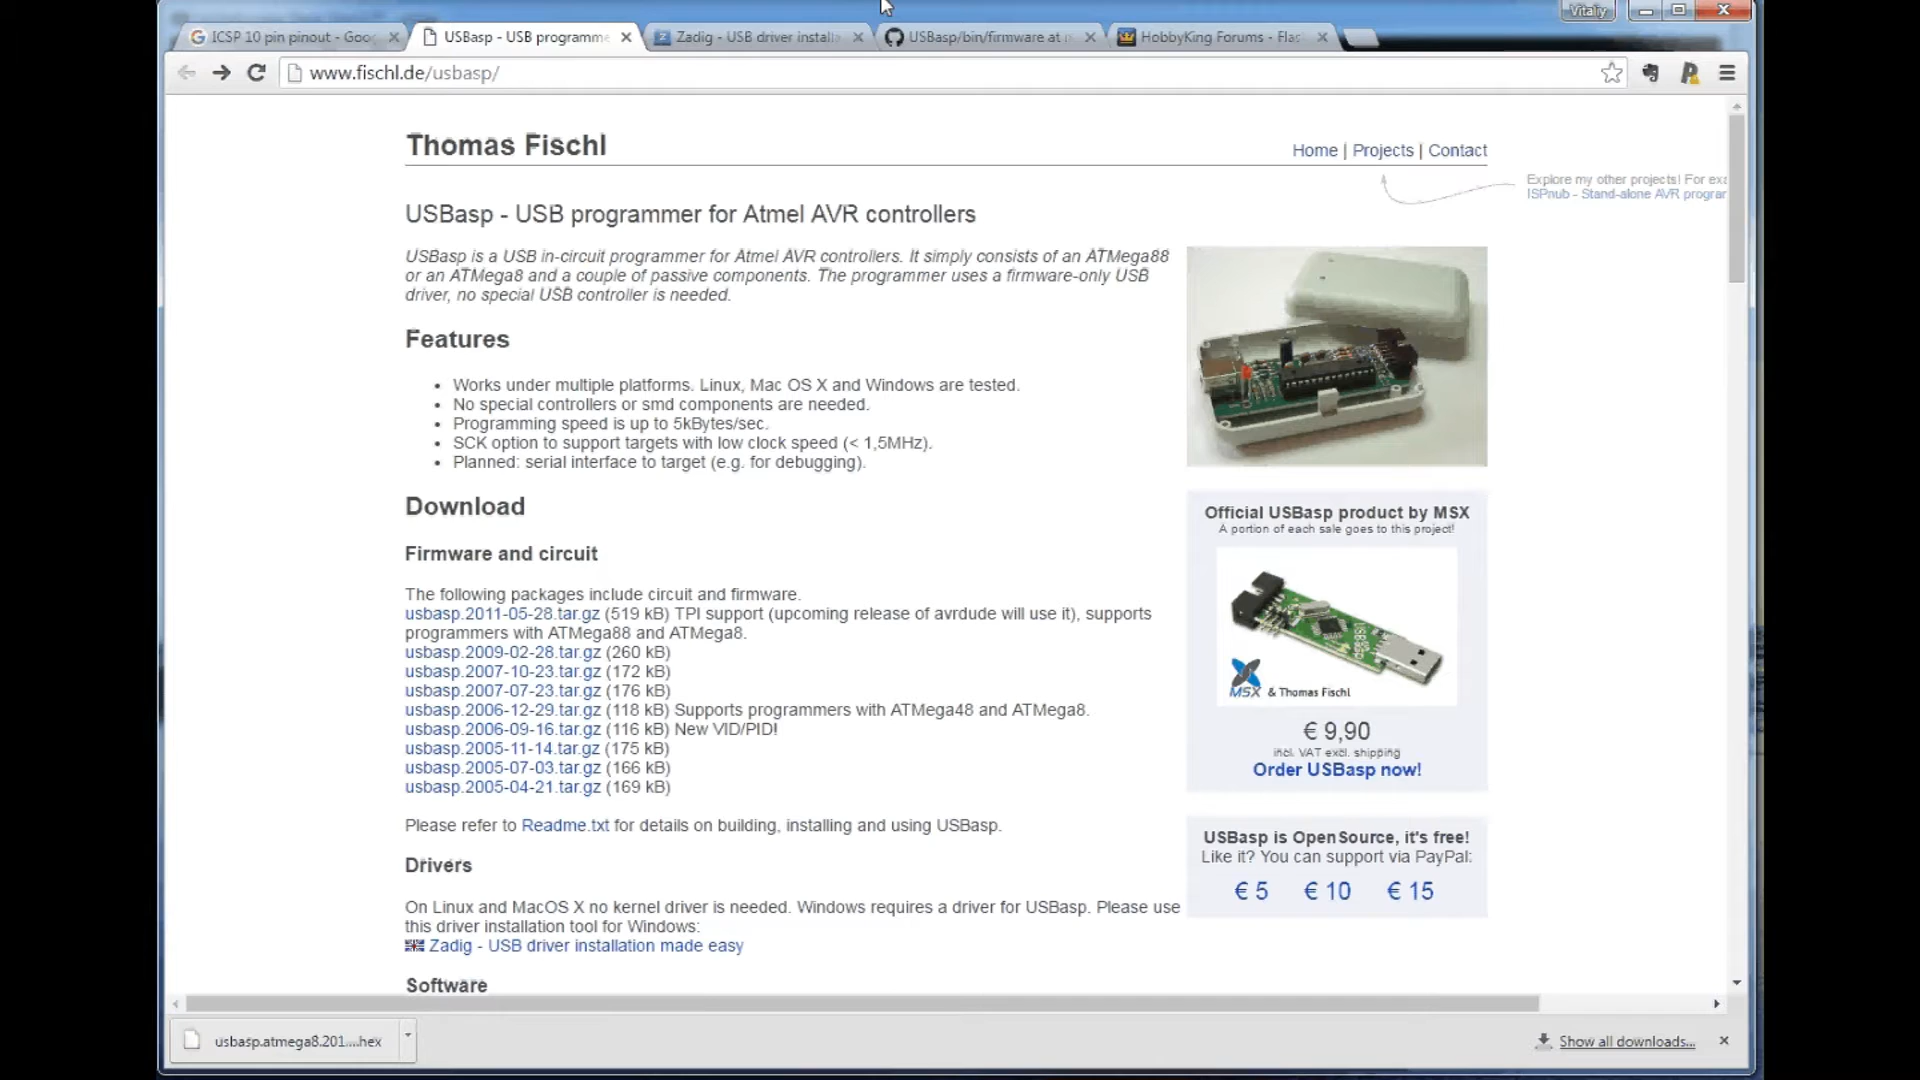 Vitaliy
ICSP 10 pin pinout - Goo
USBasp - USB programme
Zadig - USB driver install
USBasp/bin/firmware at
HobbyKing Forums - Flas
www.fischl.de/usbasp/
Thomas Fischl
Home | Projects | Contact
Explore my other projects! For exa
ISPnub - Stand-alone AVR program
USBasp - USB programmer for Atmel AVR controllers
USBasp is a USB in-circuit programmer for Atmel AVR controllers. It simply consists of an ATMega88
or an ATMega8 and a couple of passive components. The programmer uses a firmware-only USB
driver, no special USB controller is needed.
Features
• Works under multiple platforms. Linux, Mac OS X and Windows are tested.
• No special controllers or smd components are needed.
• Programming speed is up to 5kBytes/sec.
• SCK option to support targets with low clock speed (< 1,5MHz).
• Planned: serial interface to target (e.g. for debugging).
Download
Firmware and circuit
The following packages include circuit and firmware.
usbasp.2011-05-28.tar.gz (519 kB) TPI support (upcoming release of avrdude will use it), supports
programmers with ATMega88 and ATMega8.
usbasp.2009-02-28.tar.gz (260 kB)
usbasp.2007-10-23.tar.gz (172 kB)
usbasp.2007-07-23.tar.gz (176 kB)
usbasp.2006-12-29.tar.gz (118 kB) Supports programmers with ATMega48 and ATMega8.
usbasp.2006-09-16.tar.gz (116 kB) New VID/PID!
usbasp.2005-11-14.tar.gz (175 kB)
usbasp.2005-07-03.tar.gz (166 kB)
usbasp.2005-04-21.tar.gz (169 kB)
Please refer to Readme.txt for details on building, installing and using USBasp.
Drivers
On Linux and MacOS X no kernel driver is needed. Windows requires a driver for USBasp. Please use
this driver installation tool for Windows:
Zadig - USB driver installation made easy
Software
Official USBasp product by MSX
A portion of each sale goes to this project!
USBasp
MSX & Thomas Fischl
€ 9,90
incl. VAT excl. shipping
Order USBasp now!
USBasp is OpenSource, it's free!
Like it? You can support via PayPal:
€ 5 € 10 € 15
usbasp.atmega8.201....hex
Show all downloads...